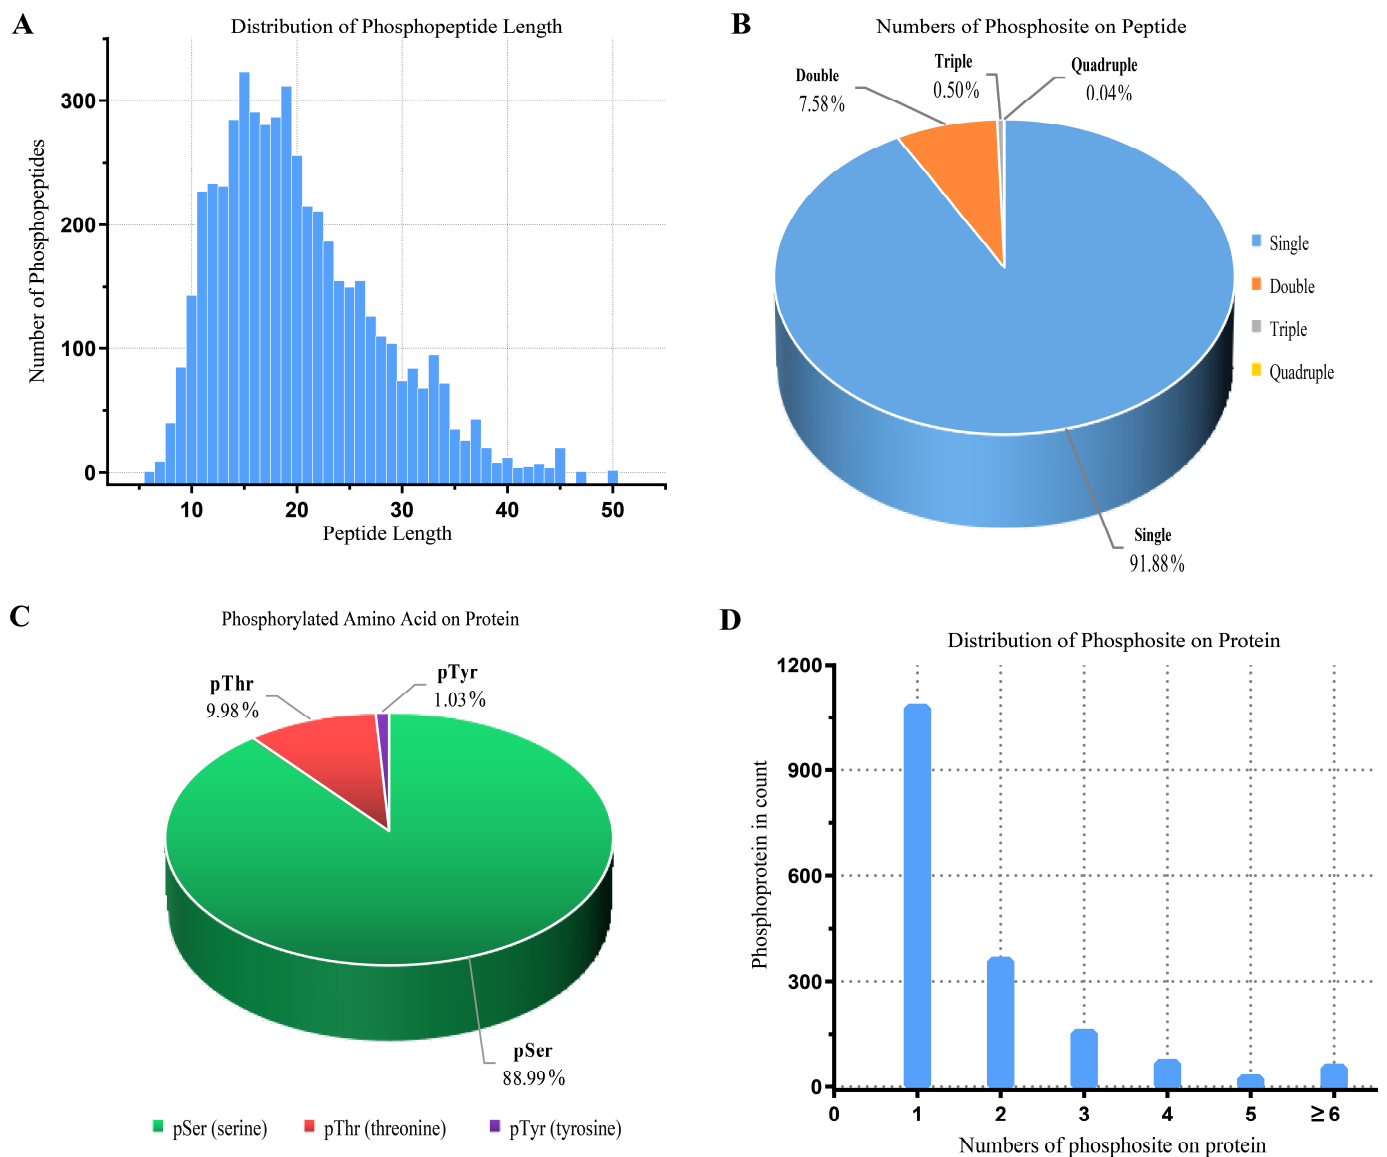 A
Distribution of Phosphopeptide Length
Number of Phosphopeptides
300
200
100
0
10 20 30 40 50
Peptide Length
B
Numbers of Phosphosite on Peptide
Double
7.58%
Triple
0.50%
Quadruple
0.04%
Single
Double
Triple
Quadruple
Single
91.88%
C
Phosphorylated Amino Acid on Protein
pThr
9.98%
pTyr
1.03%
pSer
88.99%
pSer (serine) pThr (threonine) pTyr (tyrosine)
D
Distribution of Phosphosite on Protein
Phosphoprotein in count
1200
900
600
300
0
0 1 2 3 4 5 ≥6
Numbers of phosphosite on protein